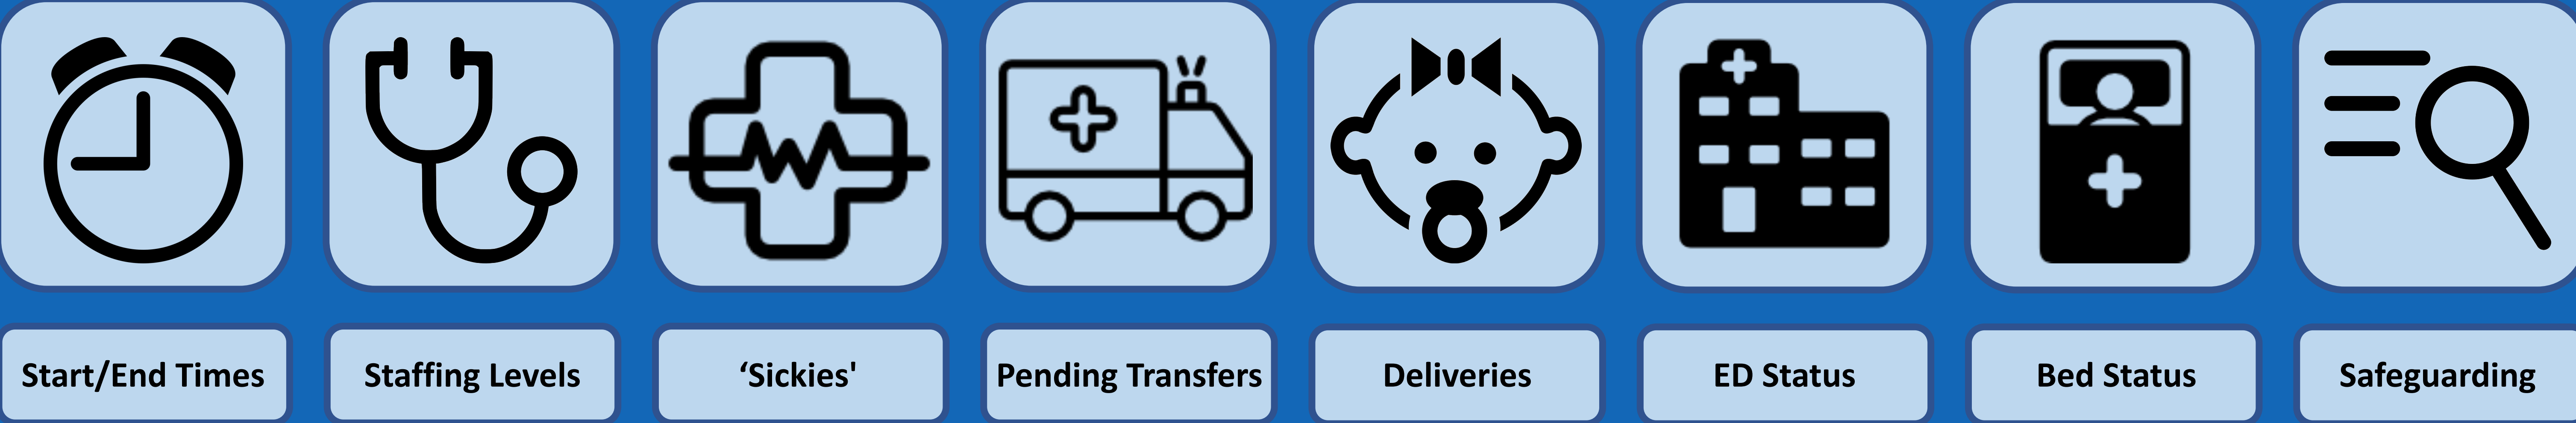 Start/End Times
Staffing Levels
‘Sickies'
Pending Transfers
Deliveries
ED Status
Bed Status
Safeguarding